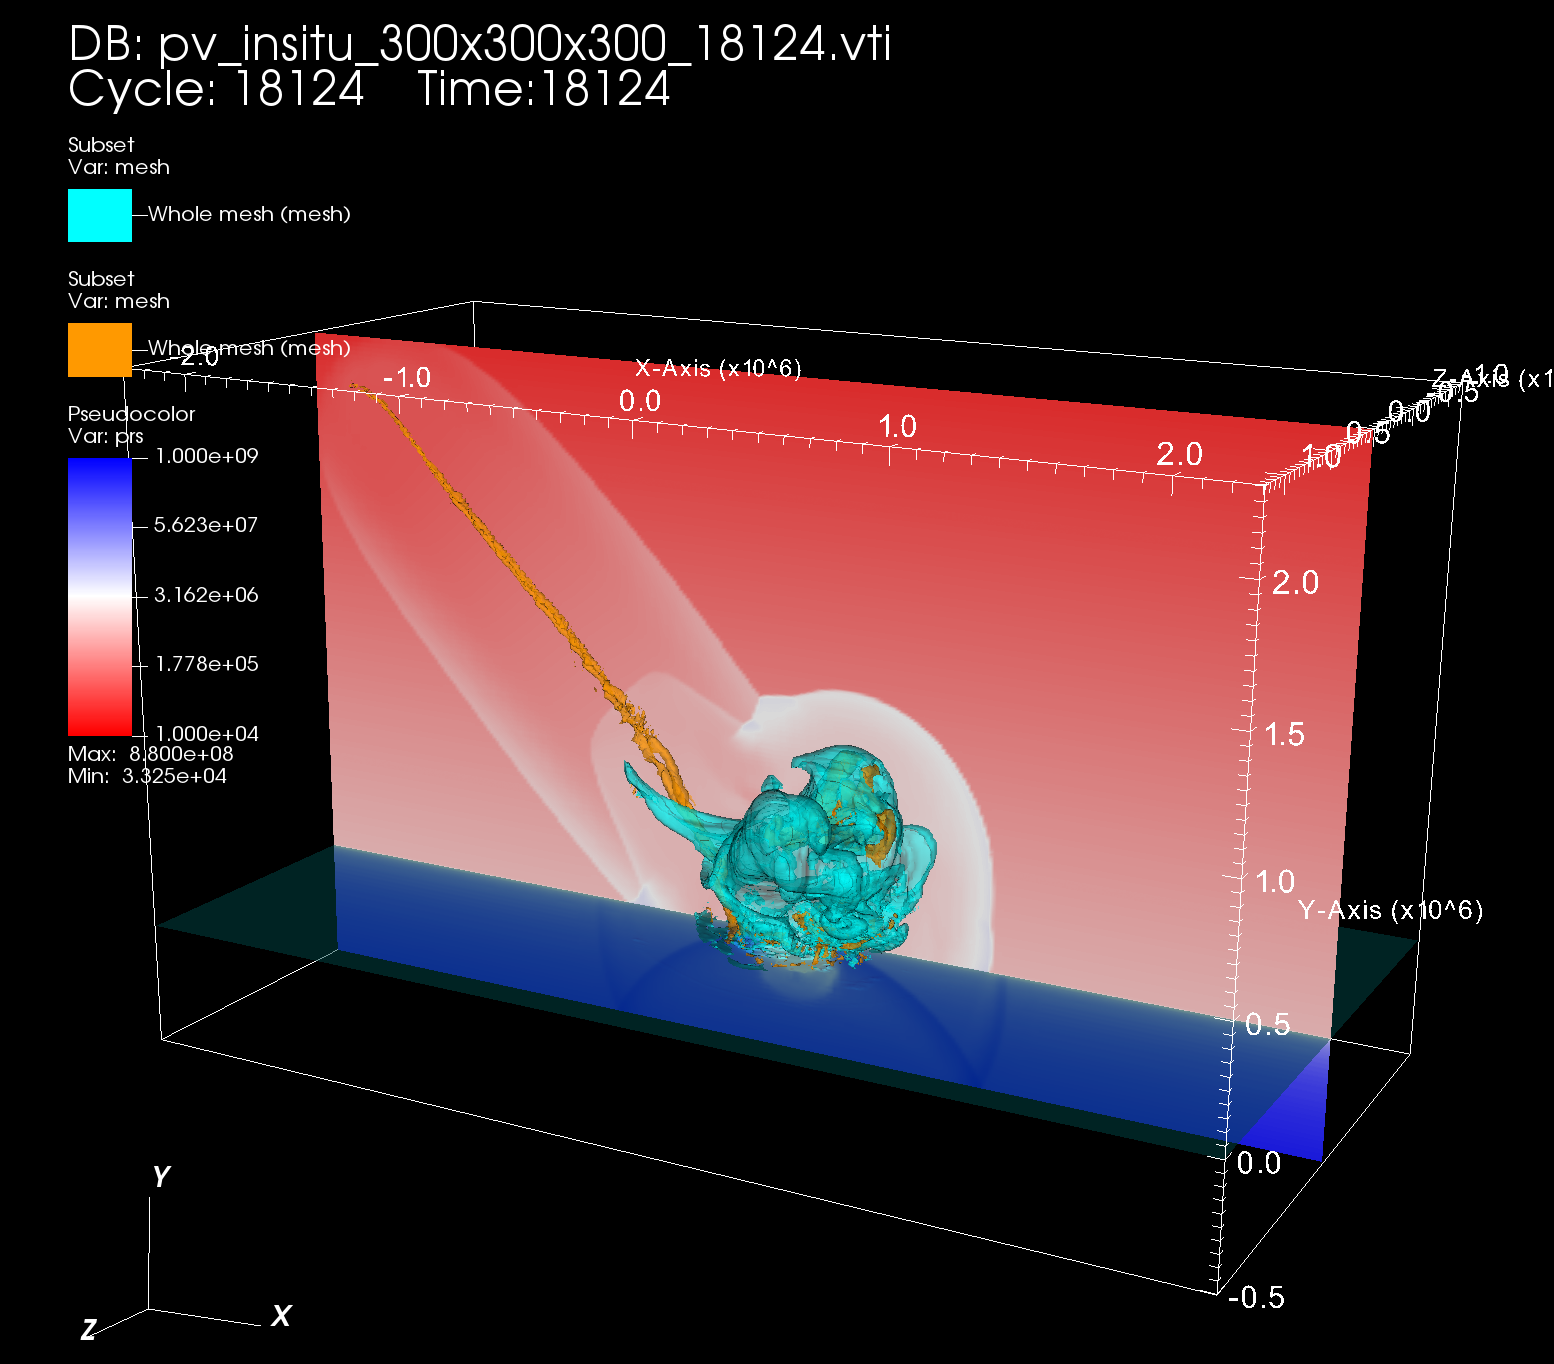 DB: pv_insitu_300x300x300_18124.vti
Cycle: 18124 Time:18124
Subset
Var: mesh
Whole mesh (mesh)
Subset
Var: mesh
Whole mesh (mesh)
Pseudocolor
Var: prs
1.000e+09
5.623e+07
3.162e+06
1.778e+05
1.000e+04
Max: 8.800e+08
Min: 3.325e+04
2.0
-1.0
0.0
1.0
2.0
X-Axis (x10^6)
Z-Axis (x1
1.0
0.5
0.0
0.5
1.0
2.0
1.5
1.0
Y-Axis (x10^6)
0.5
0.0
-0.5
Y
X
Z